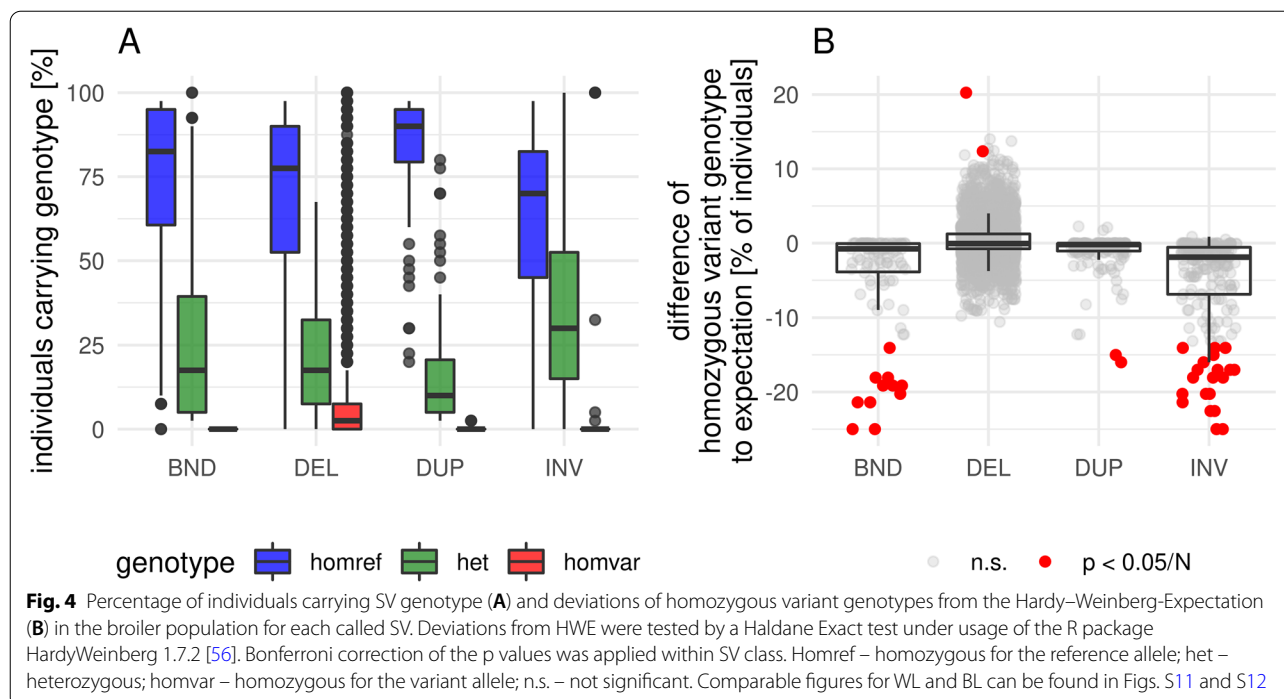 A
individuals carrying genotype [%]
100
75
50
25
0
BND DEL DUP INV
genotype homref het homvar
B
difference of
homozygous variant genotype
to expectation [% of individuals]
20
10
0
-10
-20
BND DEL DUP INV
n.s. p < 0.05/N
Fig. 4 Percentage of individuals carrying SV genotype (A) and deviations of homozygous variant genotypes from the Hardy–Weinberg-Expectation
(B) in the broiler population for each called SV. Deviations from HWE were tested by a Haldane Exact test under usage of the R package
HardyWeinberg 1.7.2 [56]. Bonferroni correction of the p values was applied within SV class. Homref – homozygous for the reference allele; het –
heterozygous; homvar – homozygous for the variant allele; n.s. – not significant. Comparable figures for WL and BL can be found in Figs. S11 and S12